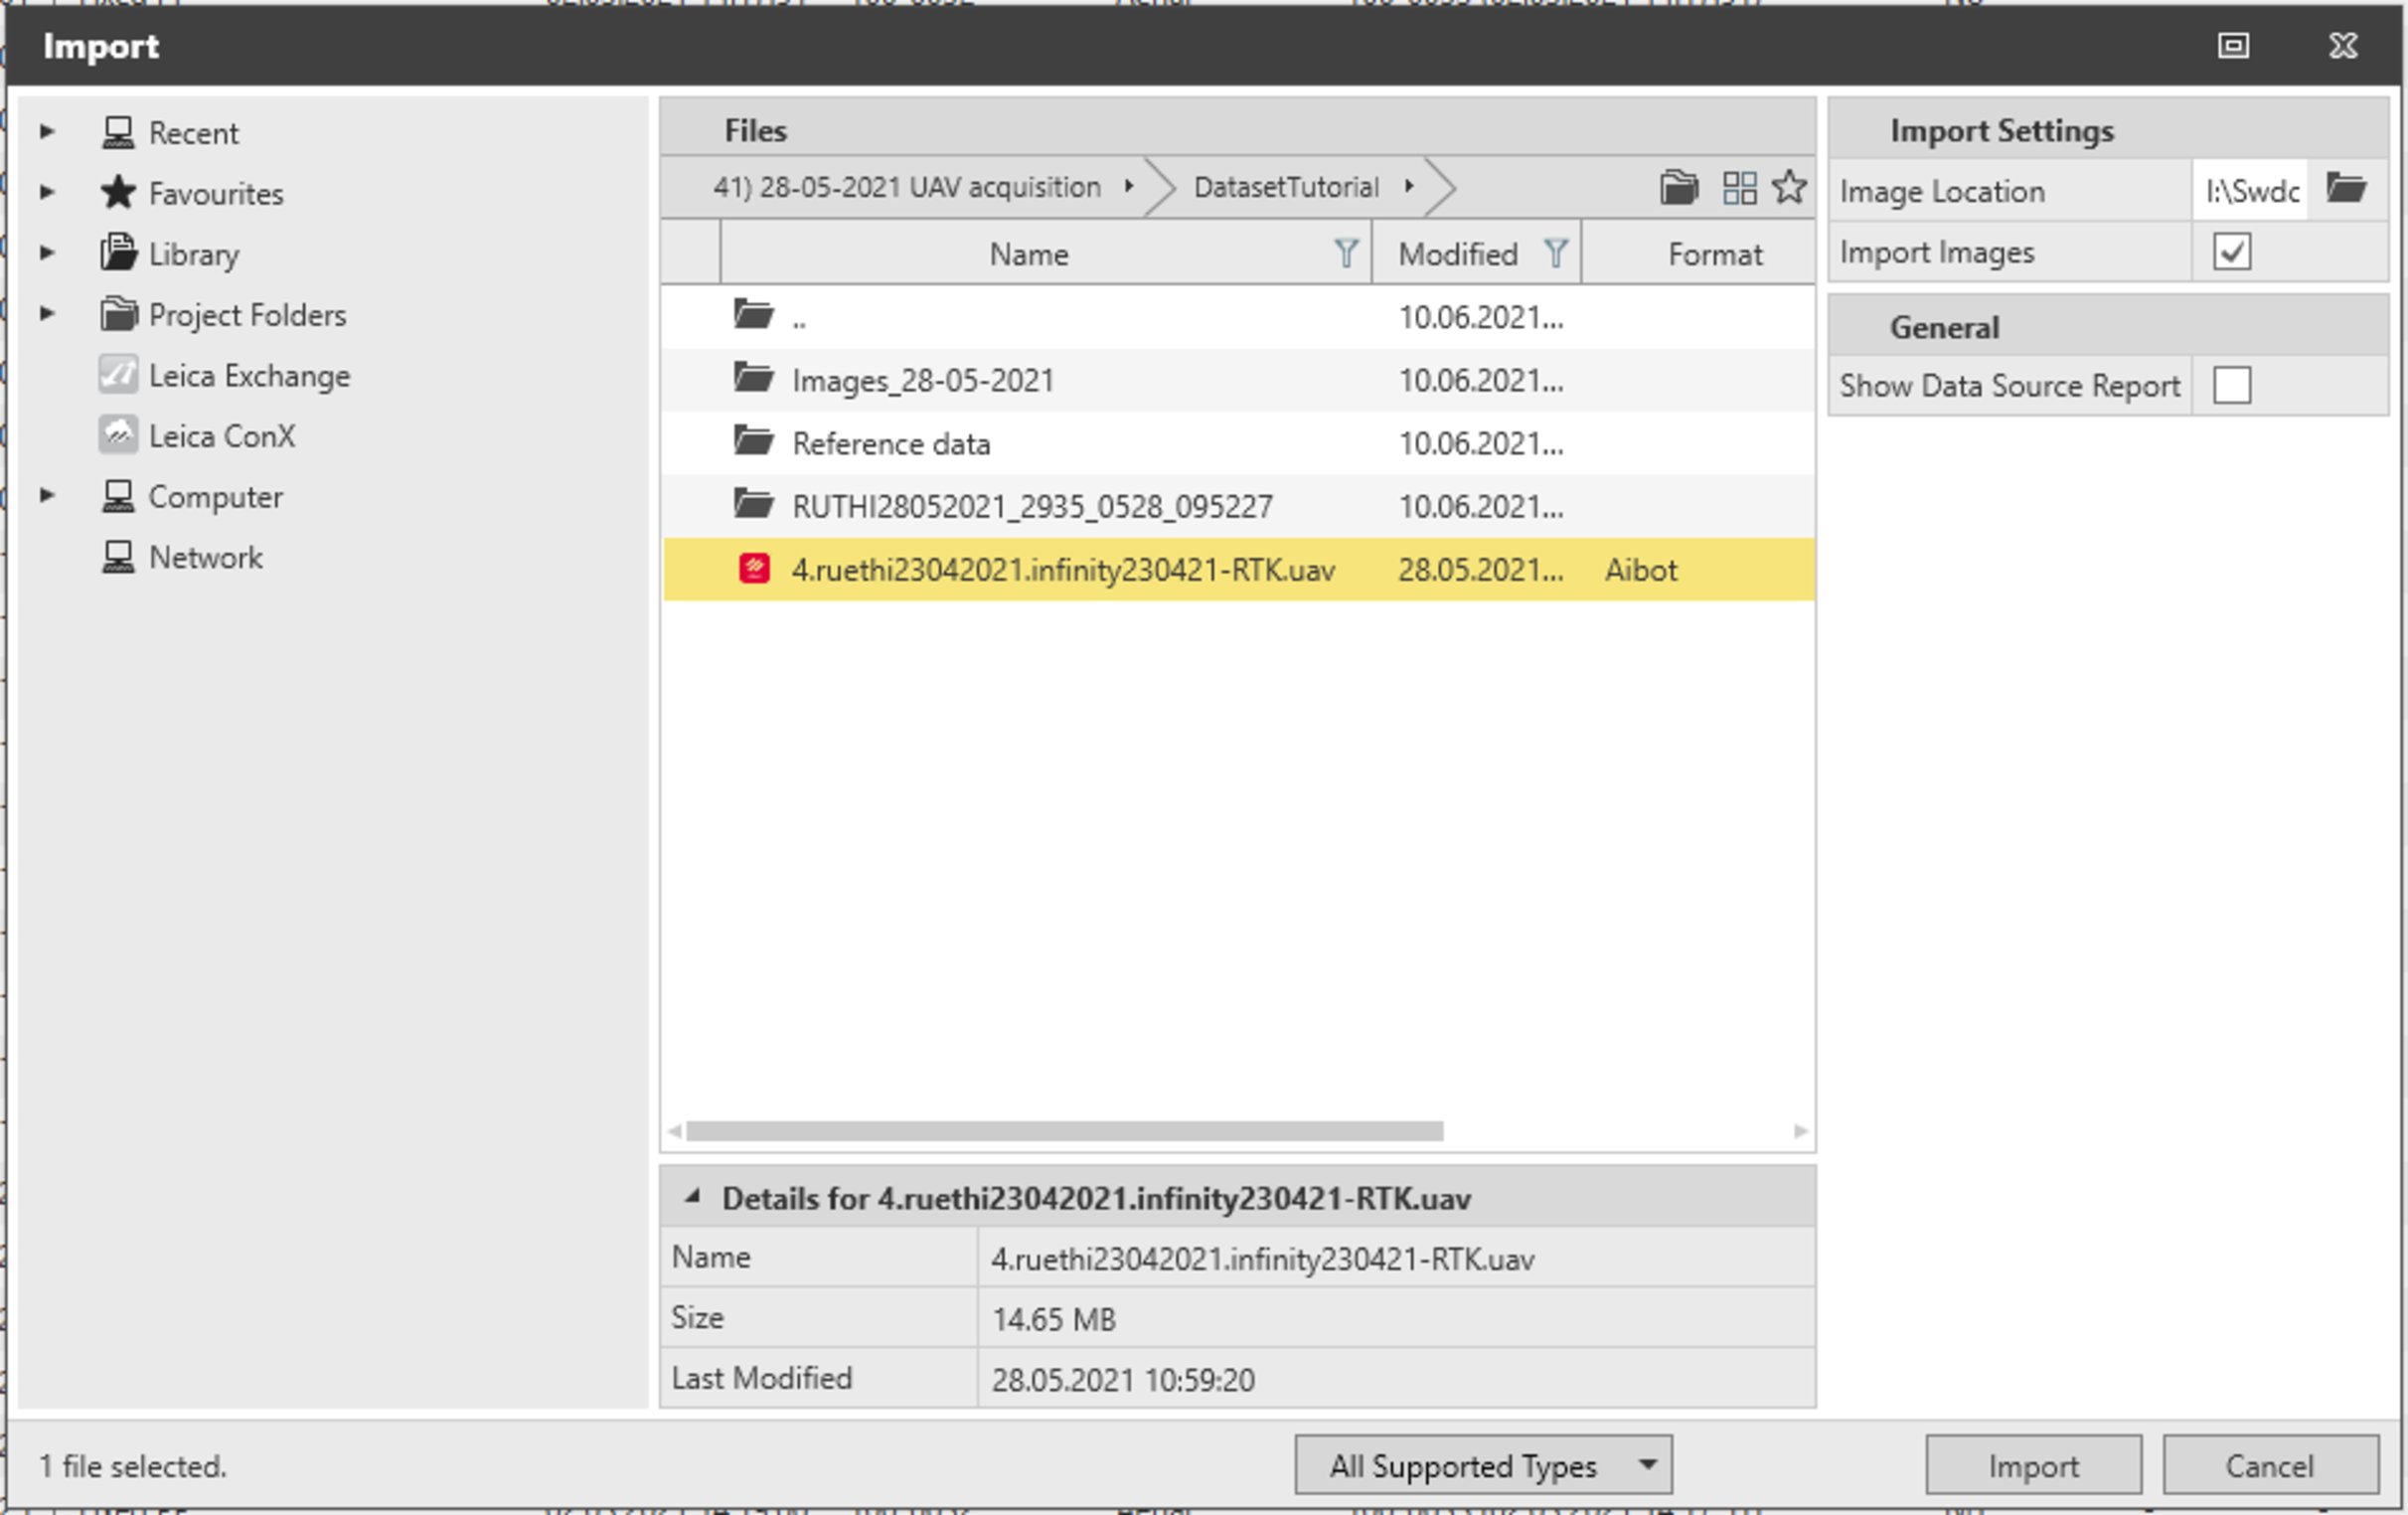 Import
Recent
Favourites
Library
Project Folders
Leica Exchange
Leica ConX
Computer
Network
Files
41) 28-05-2021 UAV acquisition
DatasetTutorial
Name
Modified
Format
..
10.06.2021...
Images_28-05-2021
10.06.2021...
Reference data
10.06.2021...
RUTHI28052021_2935_0528_095227
10.06.2021...
4.ruethi23042021.infinity230421-RTK.uav
28.05.2021...
Aibot
Details for 4.ruethi23042021.infinity230421-RTK.uav
Name
4.ruethi23042021.infinity230421-RTK.uav
Size
14.65 MB
Last Modified
28.05.2021 10:59:20
Import Settings
Image Location
I:\Swdc
Import Images
General
Show Data Source Report
1 file selected.
All Supported Types
Import
Cancel